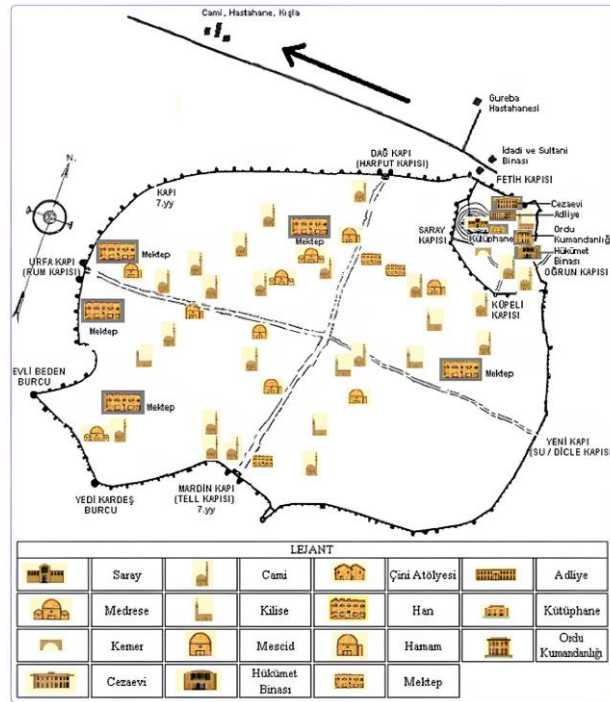 Cami, Hastahane, Kışla
Gureba
Hastahanesi
İdadi ve Sultani
Binası
DAĞ KAPI
(HARPUT KAPISI)
FETİH KAPISI
N.
KAPI
7.yy
Cezaevi
Adliye
Ordu
Kumandanlığı
Kütüphane
SARAY
KAPISI
Hükümet
Binası
OĞRUN KAPISI
Mektep
Mektep
URFA KAPI
(RUM KAPISI)
KÜPELİ
KAPISI
Mektep
Mektep
EVLİ BEDEN
BURCU
Mektep
YENİ KAPI
(SU / DİCLE KAPISI
YEDİ KARDEŞ
BURCU
MARDİN KAPI
(TELL KAPISI)
7.yy
LEJANT
Saray Cami Çini Atölyesi Adliye
Medrese Kilise Han Kütüphane
Kemer Mescid Hamam Ordu
Kumandanlığı
Cezaevi Hükümet
Binası Mektep